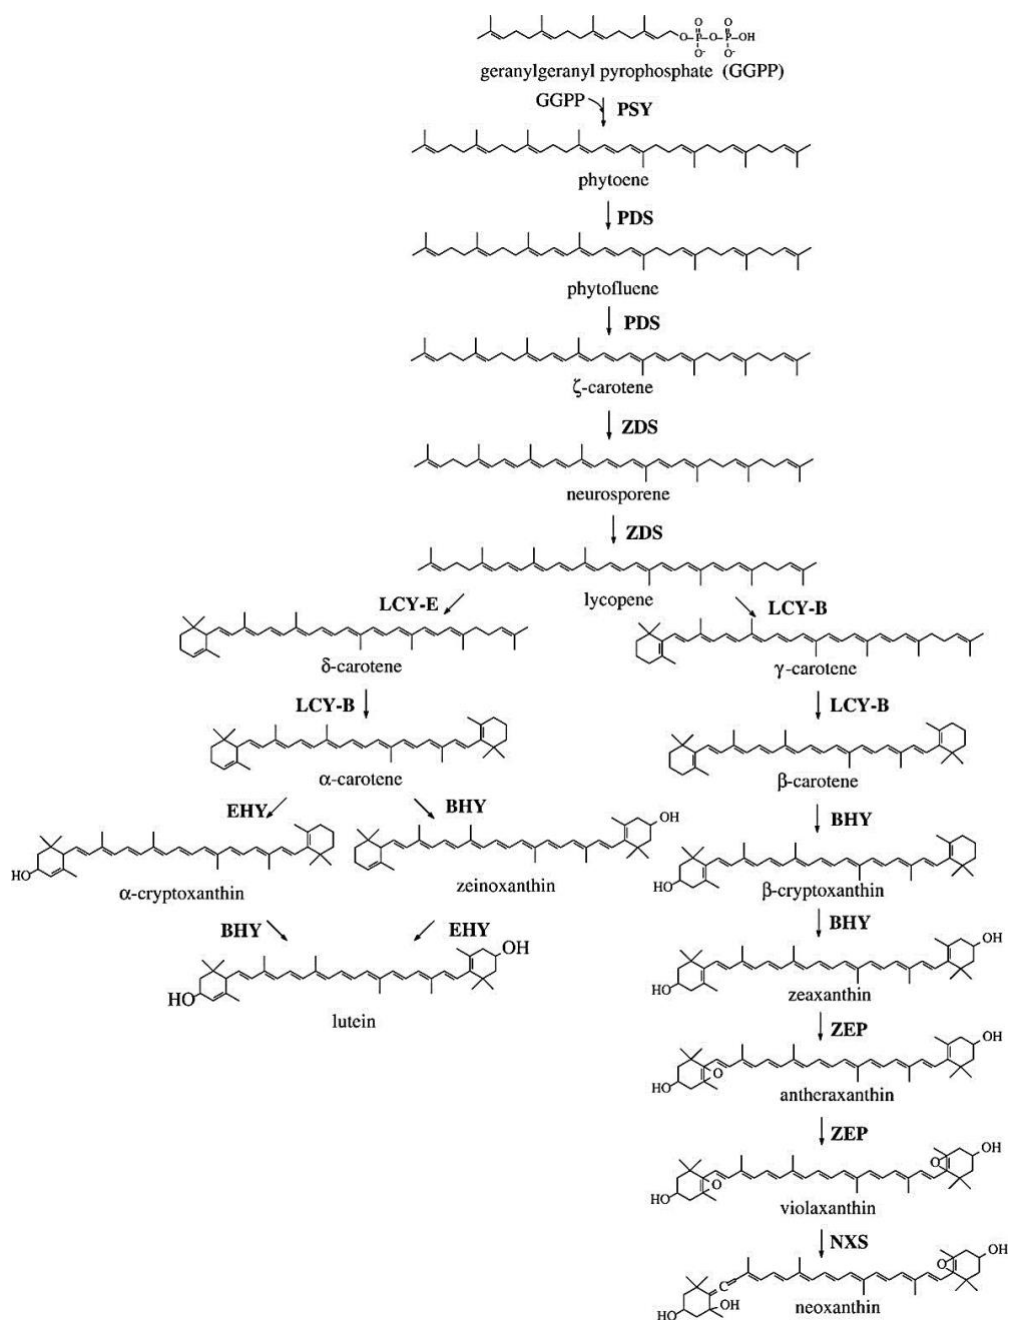 O O
O-P-O-P-OH
O- O-
geranylgeranyl pyrophosphate (GGPP)
GGPP PSY
phytoene
PDS
phytofluene
PDS
ζ-carotene
ZDS
neurosporene
ZDS
lycopene
LCY-E LCY-B
δ-carotene γ-carotene
LCY-B LCY-B
α-carotene β-carotene
EHY BHY BHY
OH
HO HO
α-cryptoxanthin zeinoxanthin β-cryptoxanthin
BHY EHY BHY
OH OH
HO HO
lutein zeaxanthin
ZEP
OH
O
HO
antheraxanthin
ZEP
OH
O
O
HO
violaxanthin
NXS
OH
O
C
OH
HO
neoxanthin